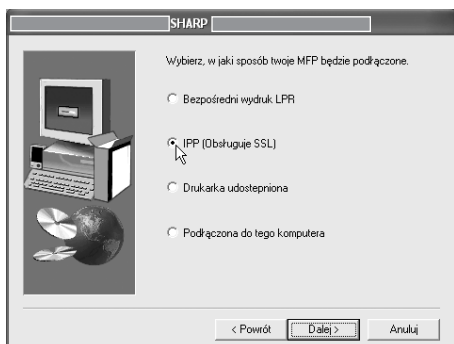 SHARP
Wybierz, w jaki sposób twoje MFP będzie podłączone.
Bezpośredni wydruk LPR
IPP (Obsługuje SSL)
Drukarka udostepniona
Podłączona do tego komputera
< Powrót
Dalej >
Anuluj